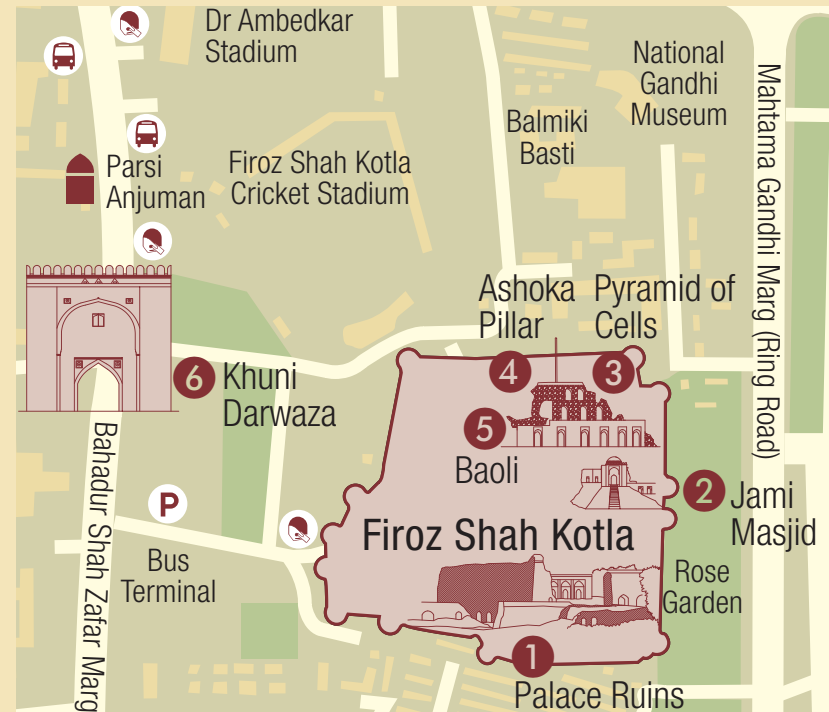 Dr Ambedkar
Stadium
National
Gandhi
Museum
Balmiki
Basti
Parsi
Anjuman
Firoz Shah Kotla
Cricket Stadium
Mahtama Gandhi Marg (Ring Road)
Ashoka
Pillar
Pyramid of
Cells
4
3
6
Khuni
Darwaza
5
Baoli
2
Jami
Masjid
Bahadur Shah Zafar Marg
P
Bus
Terminal
Firoz Shah Kotla
Rose
Garden
1
Palace Ruins